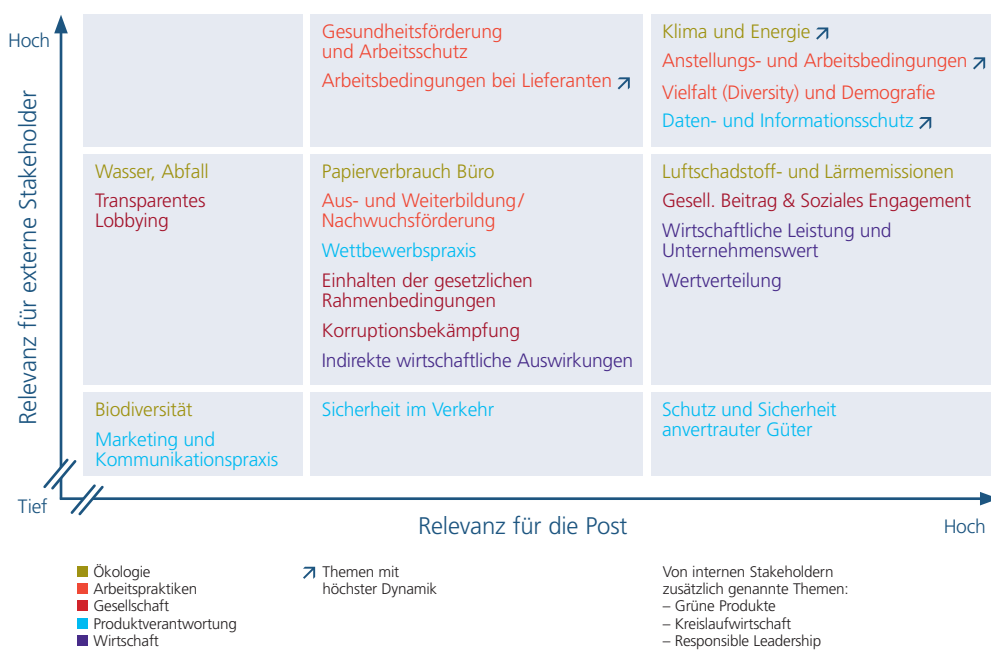 Hoch
Relevanz für externe Stakeholder
Tief
Gesundheitsförderung
und Arbeitsschutz
Arbeitsbedingungen bei Lieferanten
Klima und Energie
Anstellungs- und Arbeitsbedingungen
Vielfalt (Diversity) und Demografie
Daten- und Informationsschutz
Wasser, Abfall
Transparentes
Lobbying
Papierverbrauch Büro
Aus- und Weiterbildung/
Nachwuchsförderung
Wettbewerbspraxis
Einhalten der gesetzlichen
Rahmenbedingungen
Korruptionsbekämpfung
Indirekte wirtschaftliche Auswirkungen
Luftschadstoff- und Lärmemissionen
Gesell. Beitrag & Soziales Engagement
Wirtschaftliche Leistung und
Unternehmenswert
Wertverteilung
Biodiversität
Marketing und
Kommunikationspraxis
Sicherheit im Verkehr
Schutz und Sicherheit
anvertrauter Güter
Relevanz für die Post
Hoch
Ökologie
Arbeitspraktiken
Gesellschaft
Produktverantwortung
Wirtschaft
Themen mit
höchster Dynamik
Von internen Stakeholdern
zusätzlich genannte Themen:
– Grüne Produkte
– Kreislaufwirtschaft
– Responsible Leadership